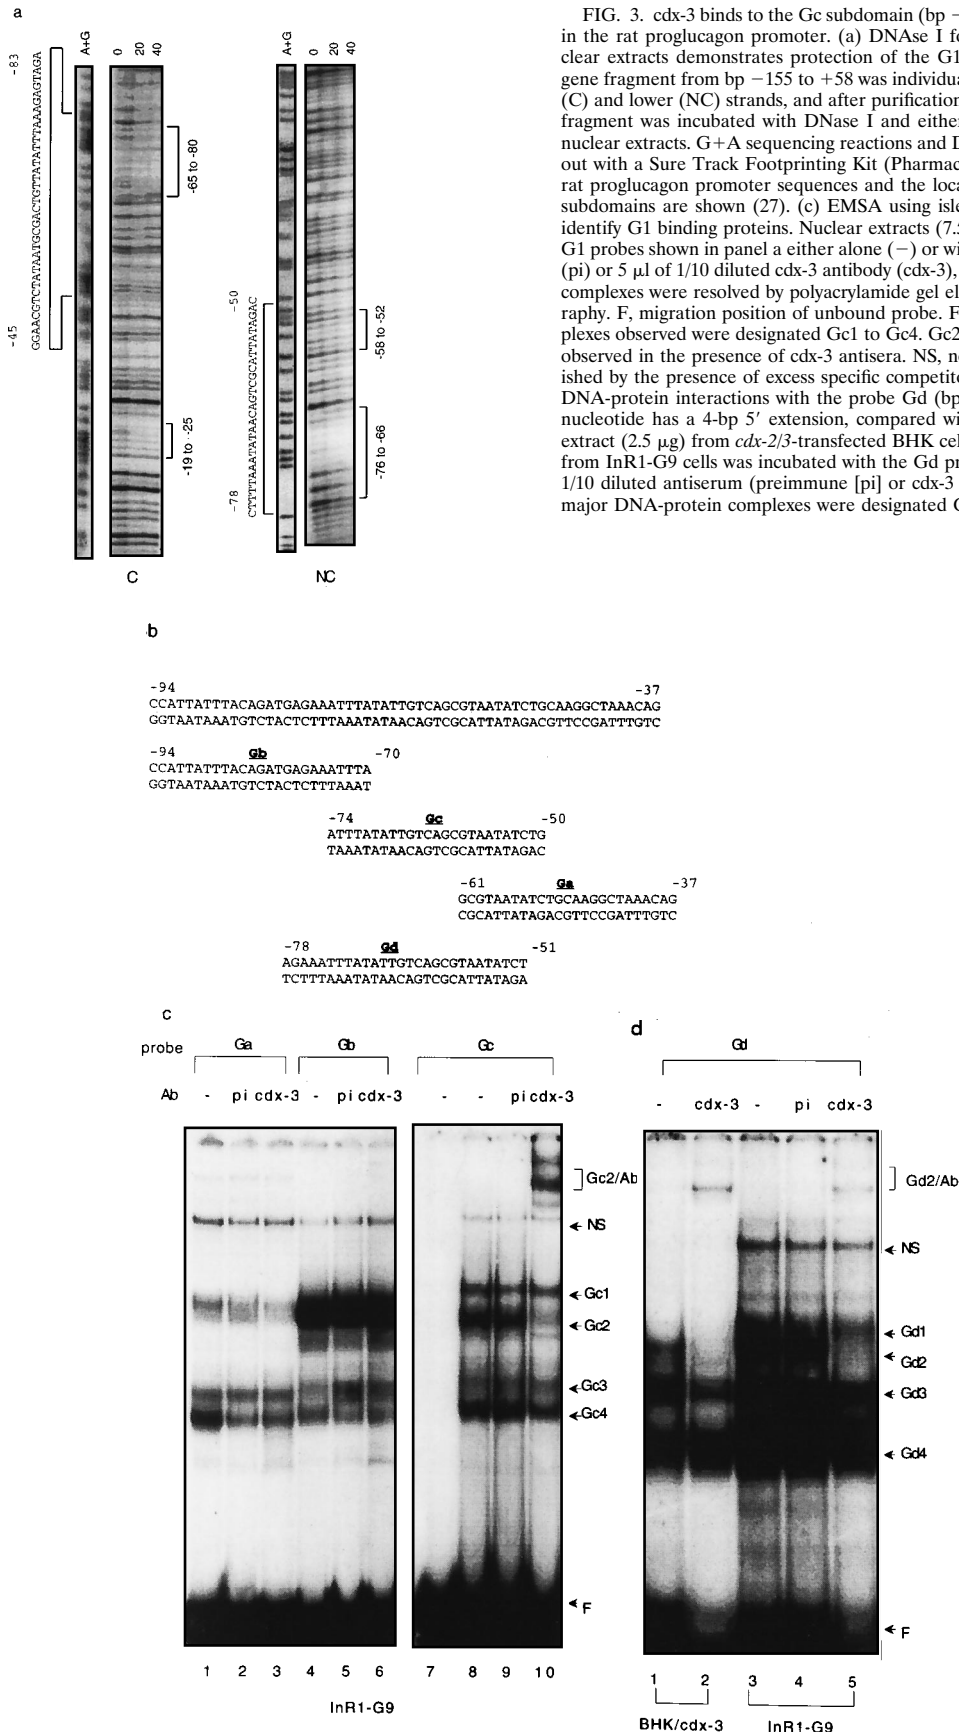 a
FIG. 3. cdx-3 binds to the Gc subdomain (bp −
in the rat proglucagon promoter. (a) DNAse I fo
clear extracts demonstrates protection of the G1
gene fragment from bp −155 to +58 was individua
(C) and lower (NC) strands, and after purification
fragment was incubated with DNase I and either
nuclear extracts. G+A sequencing reactions and D
out with a Sure Track Footprinting Kit (Pharmac
rat proglucagon promoter sequences and the loca
subdomains are shown (27). (c) EMSA using isle
identify G1 binding proteins. Nuclear extracts (7.5
G1 probes shown in panel a either alone (−) or wi
(pi) or 5 μl of 1/10 diluted cdx-3 antibody (cdx-3),
complexes were resolved by polyacrylamide gel el
raphy. F, migration position of unbound probe. F
plexes observed were designated Gc1 to Gc4. Gc2
observed in the presence of cdx-3 antisera. NS, no
ished by the presence of excess specific competito
DNA-protein interactions with the probe Gd (bp
nucleotide has a 4-bp 5′ extension, compared wi
extract (2.5 μg) from cdx-2/3-transfected BHK cel
from InR1-G9 cells was incubated with the Gd pr
1/10 diluted antiserum (preimmune [pi] or cdx-3
major DNA-protein complexes were designated G
-83
-45
GGAACGTCTATAATGCGACTGTTATATTTAAAGAGTAGA
A+G
0 20 40
-65 to -80
-19 to -25
C
-50
-78
CTTTTAAATATAACAGTCGCATTATAGAC
A+G
0 20 40
-58 to -52
-76 to -66
NC
b
-94 -37
CCATTATTTACAGATGAGAAATTTATATTGTCAGCGTAATATCTGCAAGGCTAAACAG
GGTAATAAATGTCTACTCTTTAAATATAACAGTCGCATTATAGACGTTCCGATTTGTC
-94 Gb -70
CCATTATTTACAGATGAGAAATTTA
GGTAATAAATGTCTACTCTTTAAAT
-74 Gc -50
ATTTATATTGTCAGCGTAATATCTG
TAAATATAACAGTCGCATTATAGAC
-61 Ga -37
GCGTAATATCTGCAAGGCTAAACAG
CGCATTATAGACGTTCCGATTTGTC
-78 Gd -51
AGAAATTTATATTGTCAGCGTAATATCT
TCTTTAAATATAACAGTCGCATTATAGA
c
probe Ga Gb Gc
Ab - pi cdx-3 - pi cdx-3 - - pi cdx-3
Gc2/Ab
NS
Gc1
Gc2
Gc3
Gc4
F
1 2 3 4 5 6 7 8 9 10
InR1-G9
d
Gd
- cdx-3 - pi cdx-3
Gd2/Ab
NS
Gd1
Gd2
Gd3
Gd4
F
1 2 3 4 5
BHK/cdx-3 InR1-G9